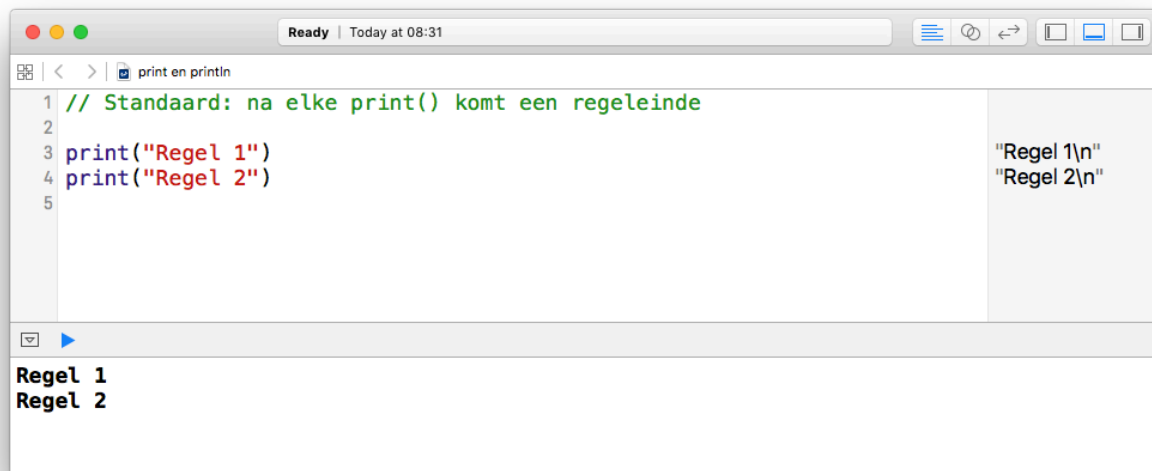 Ready | Today at 08:31
print en println
1 // Standaard: na elke print() komt een regeleinde
2
3 print("Regel 1") "Regel 1\n"
4 print("Regel 2") "Regel 2\n"
5
Regel 1
Regel 2